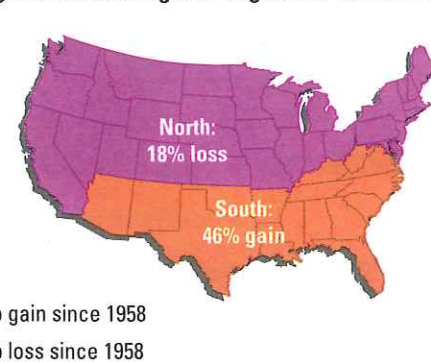 North:
18% loss
South:
46% gain
gain since 1958
loss since 1958